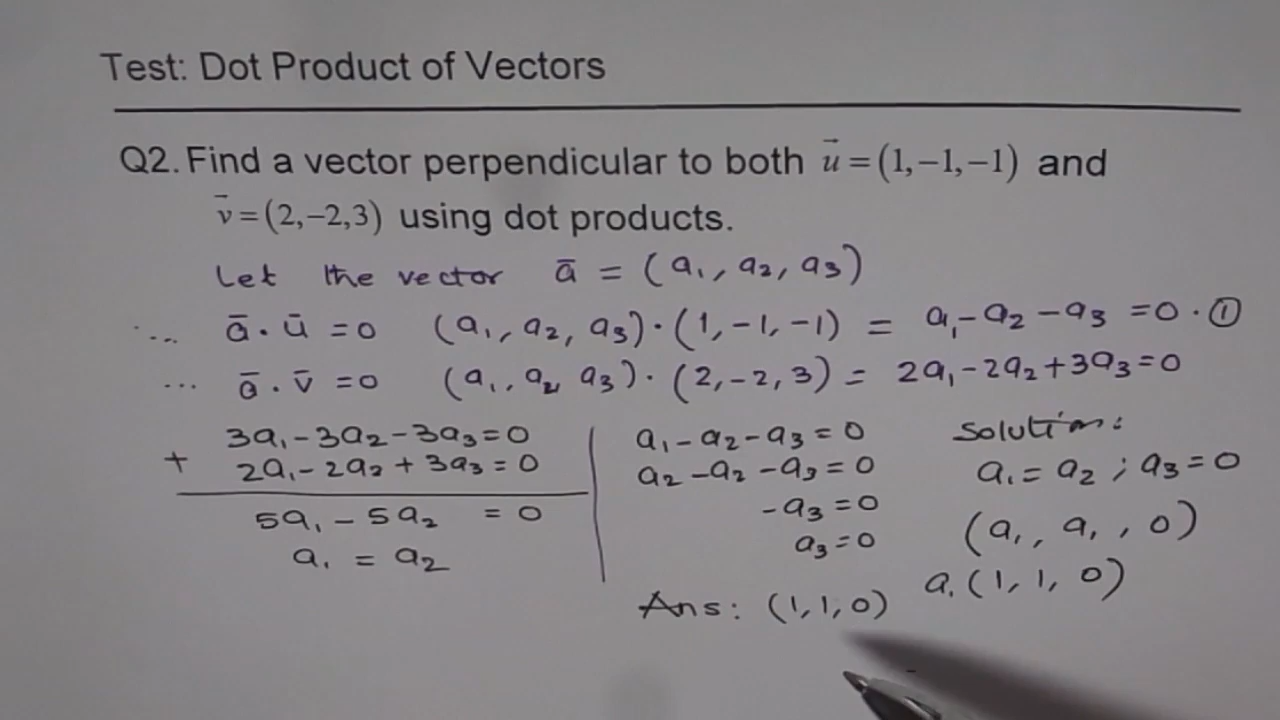 Test: Dot Product of Vectors
Q2. Find a vector perpendicular to both u⃗ = (1,−1,−1) and
v⃗ = (2,−2,3) using dot products.
Let the vector ā = (a₁, a₂, a₃)
... ā · ū = 0 (a₁, a₂, a₃) · (1, -1, -1) = a₁ - a₂ - a₃ = 0 · ①
... ā · v̄ = 0 (a₁, a₂ a₃) · (2, -2, 3) = 2a₁ - 2a₂ + 3a₃ = 0
3a₁ - 3a₂ - 3a₃ = 0
+ 2a₁ - 2a₂ + 3a₃ = 0
5a₁ - 5a₂ = 0
a₁ = a₂
a₁ - a₂ - a₃ = 0
a₂ - a₂ - a₃ = 0
- a₃ = 0
a₃ = 0
Ans: (1, 1, 0)
Solution:
a₁ = a₂ ; a₃ = 0
(a₁, a₁, 0)
a₁(1, 1, 0)